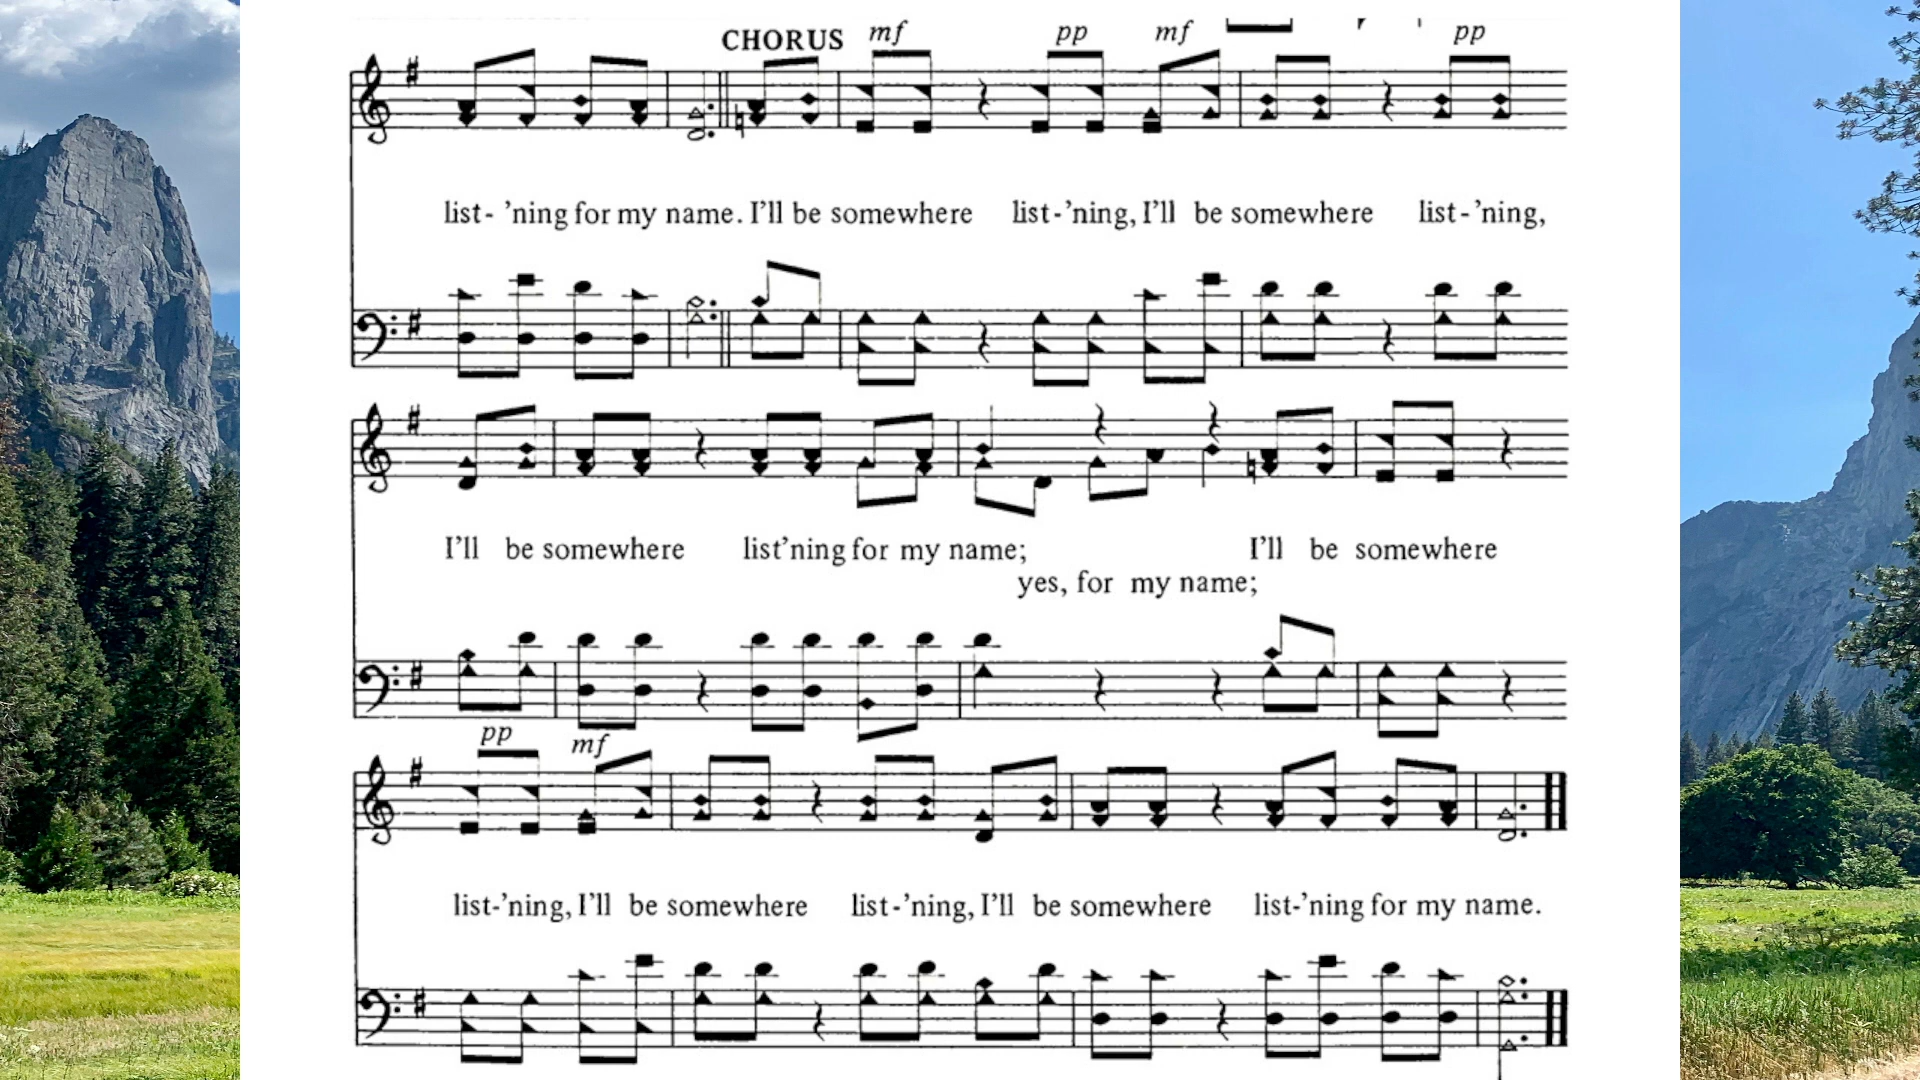 CHORUS mf pp mf pp
list- ’ning for my name. I’ll be somewhere list-’ning, I’ll be somewhere list-’ning,
I’ll be somewhere list’ning for my name; I’ll be somewhere
yes, for my name;
pp mf
list-’ning, I’ll be somewhere list-’ning, I’ll be somewhere list-’ning for my name.